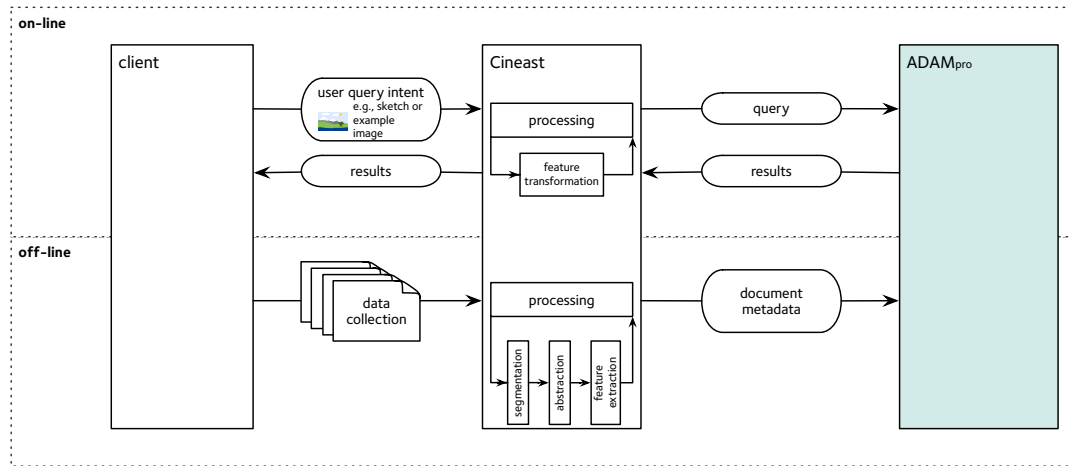 on-line
client
Cineast
ADAMpro
user query intent
e.g., sketch or
example
image
processing
query
results
feature
transformation
results
off-line
data
collection
processing
document
metadata
segmentation
abstraction
feature
extraction